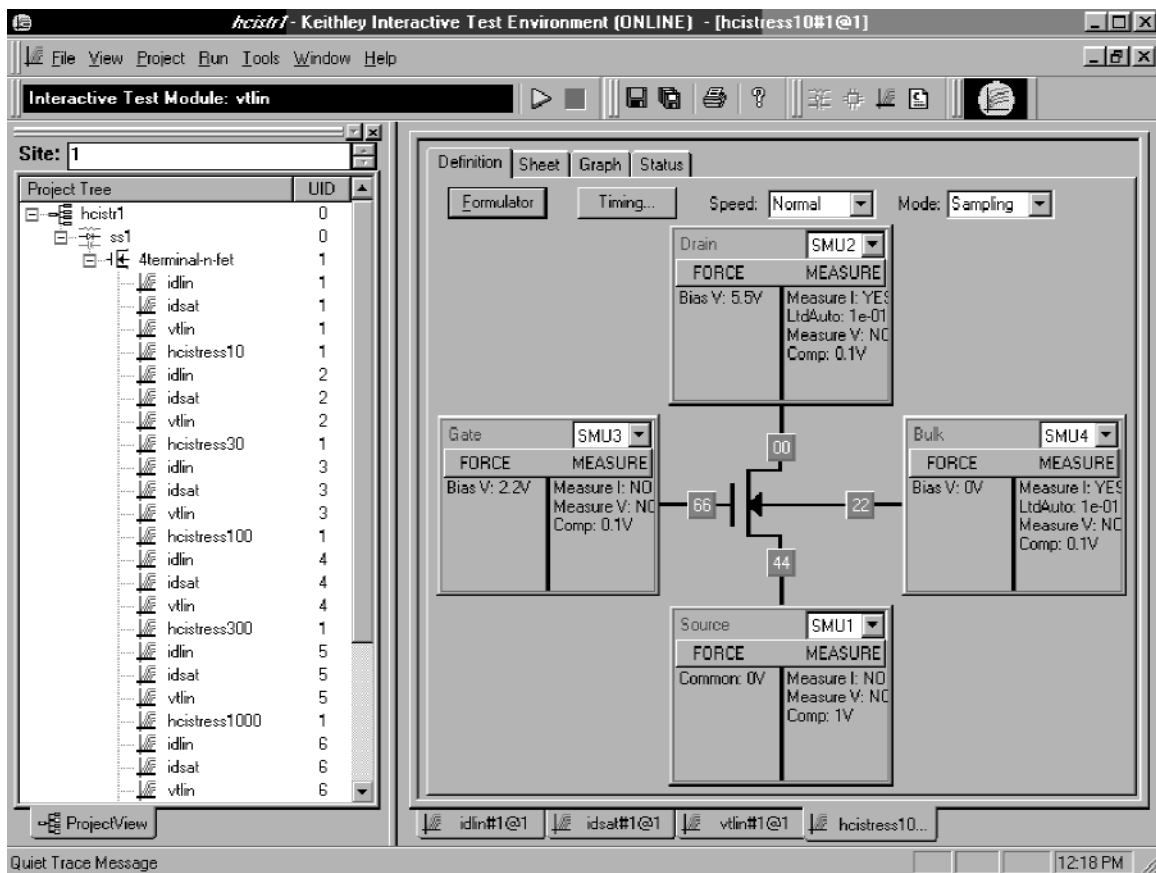 hcistr1 - Keithley Interactive Test Environment (ONLINE) - [hcistress10#1@1]
File View Project Run Tools Window Help
Interactive Test Module: vtlin
Site: 1
Project Tree UID
hcistr1 0
ss1 0
4terminal-n-fet 1
idlin 1
idsat 1
vtlin 1
hcistress10 1
idlin 2
idsat 2
vtlin 2
hcistress30 1
idlin 3
idsat 3
vtlin 3
hcistress100 1
idlin 4
idsat 4
vtlin 4
hcistress300 1
idlin 5
idsat 5
vtlin 5
hcistress1000 1
idlin 6
idsat 6
vtlin 6
ProjectView
Definition Sheet Graph Status
Formulator Timing... Speed: Normal Mode: Sampling
Drain SMU2
FORCE MEASURE
Bias V: 5.5V Measure I: YES
LtdAuto: 1e-01
Measure V: NO
Comp: 0.1V
Gate SMU3
FORCE MEASURE
Bias V: 2.2V Measure I: NO
Measure V: NO
Comp: 0.1V
00
66
22
44
Bulk SMU4
FORCE MEASURE
Bias V: 0V Measure I: YES
LtdAuto: 1e-01
Measure V: NO
Comp: 0.1V
Source SMU1
FORCE MEASURE
Common: 0V Measure I: NO
Measure V: NO
Comp: 1V
idlin#1@1 idsat#1@1 vtlin#1@1 hcistress10...
Quiet Trace Message 12:18 PM